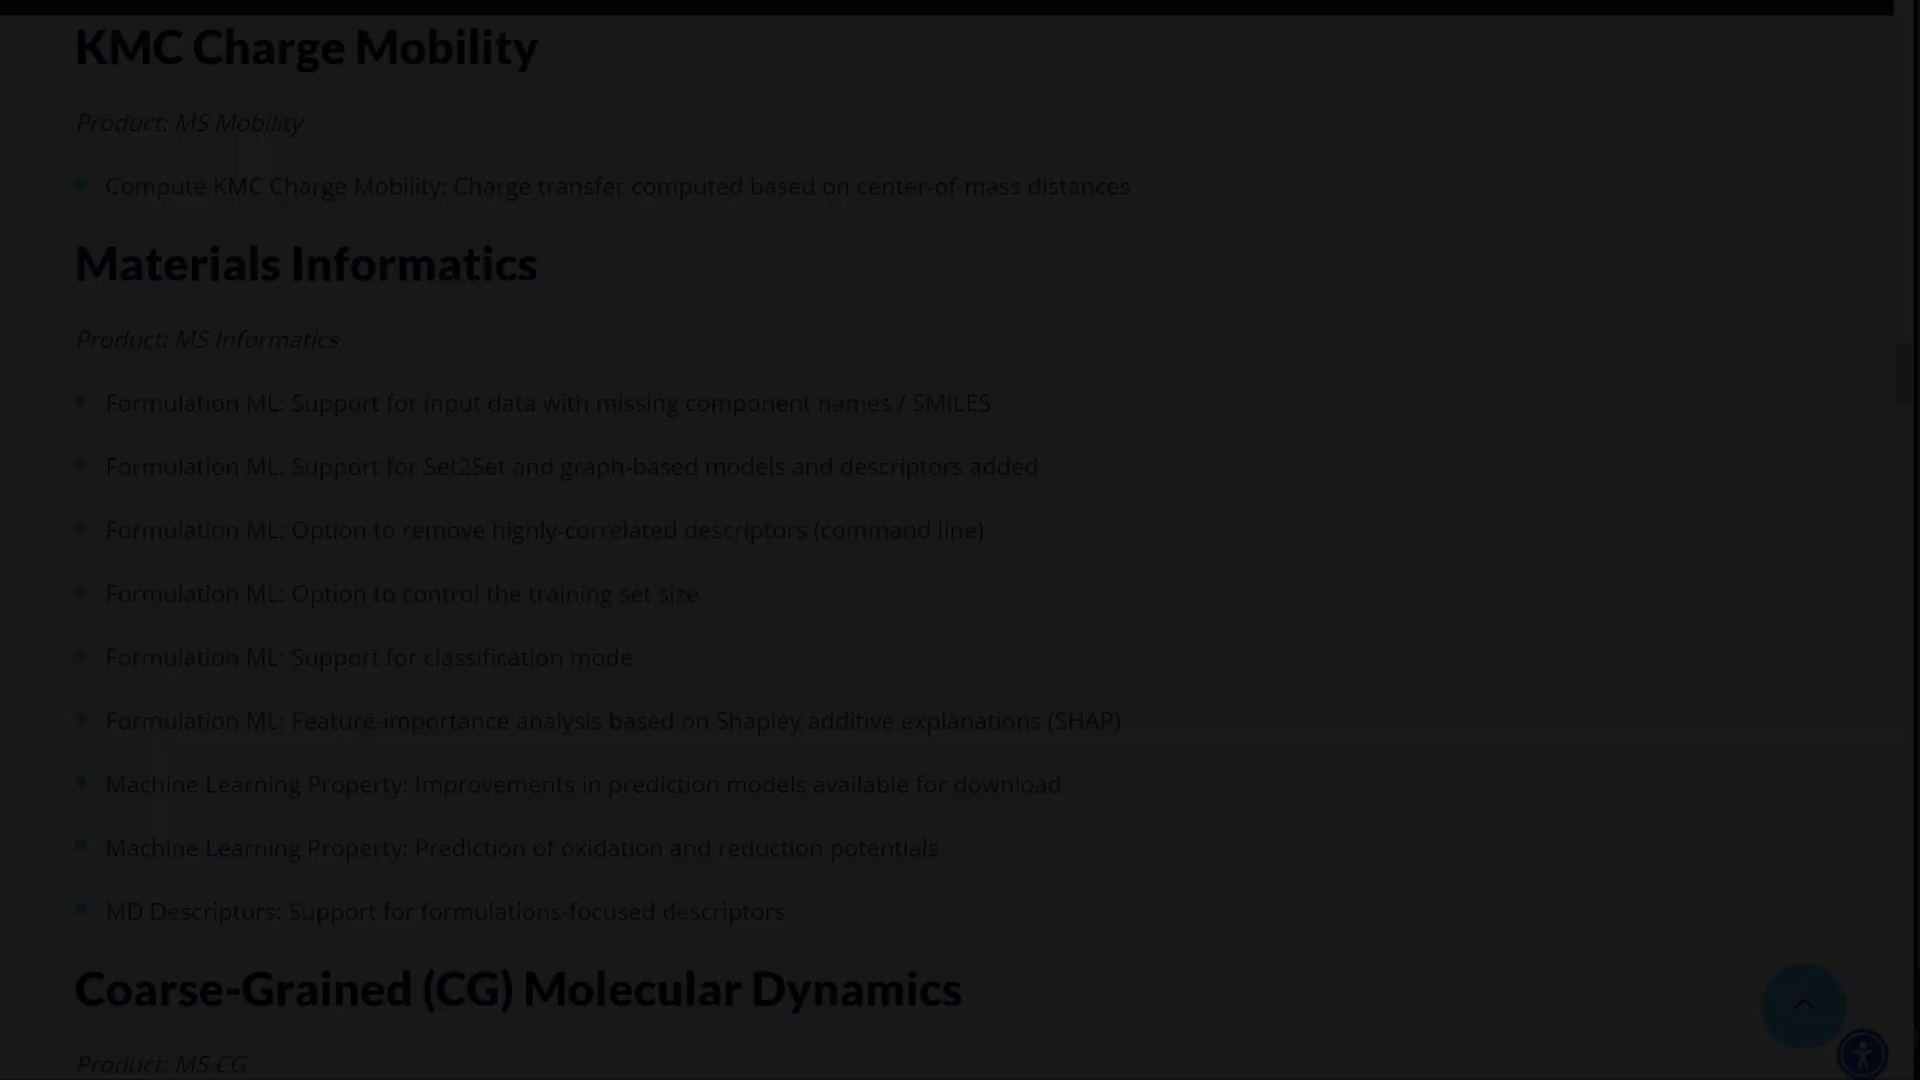 KMC Charge Mobility
Product: MS Mobility
Compute KMC Charge Mobility: Charge transfer computed based on center-of-mass distances
Materials Informatics
Product: MS Informatics
Formulation ML: Support for input data with missing component names / SMILES
Formulation ML: Support for Set2Set and graph-based models and descriptors added
Formulation ML: Option to remove highly-correlated descriptors (command line)
Formulation ML: Option to control the training set size
Formulation ML: Support for classification mode
Formulation ML: Feature-importance analysis based on Shapley additive explanations (SHAP)
Machine Learning Property: Improvements in prediction models available for download
Machine Learning Property: Prediction of oxidation and reduction potentials
MD Descriptors: Support for formulations-focused descriptors
Coarse-Grained (CG) Molecular Dynamics
Product: MS CG